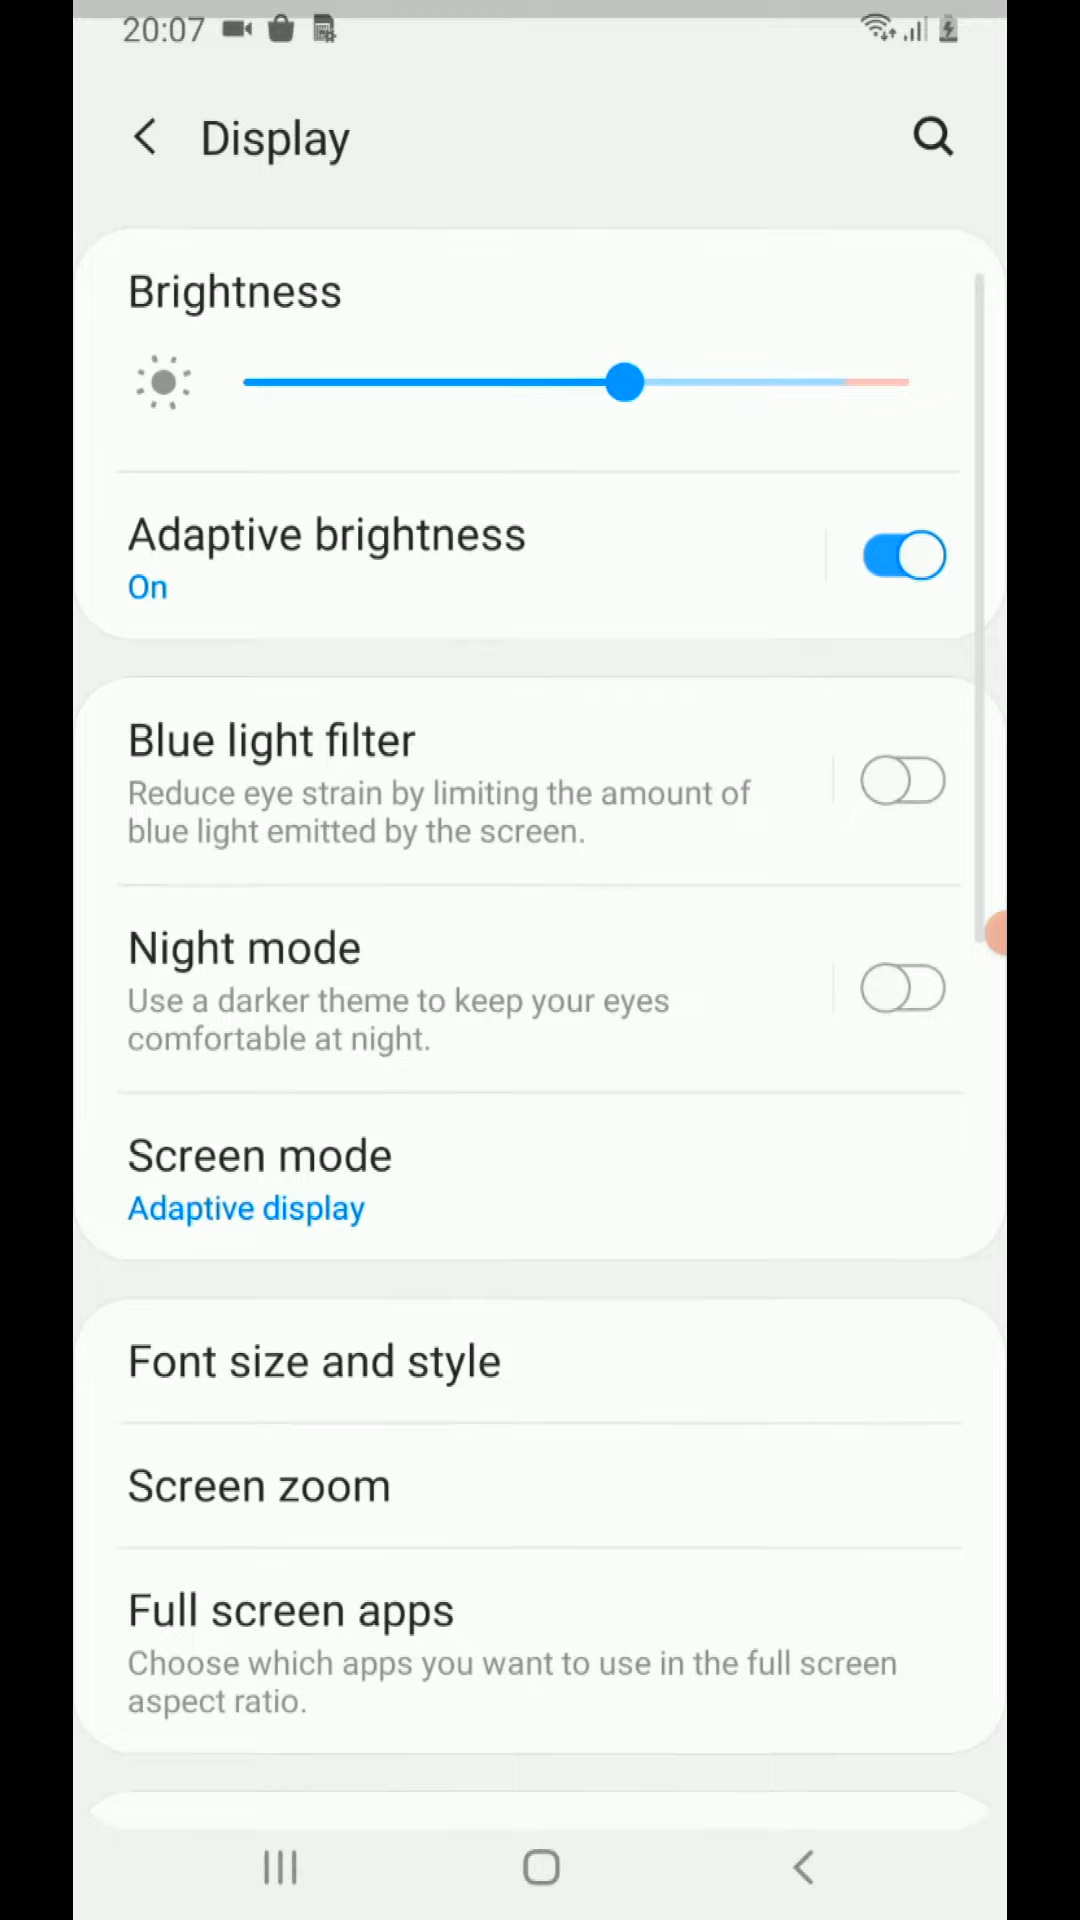 20:07
Display
Brightness
Adaptive brightness
On
Blue light filter
Reduce eye strain by limiting the amount of
blue light emitted by the screen.
Night mode
Use a darker theme to keep your eyes
comfortable at night.
Screen mode
Adaptive display
Font size and style
Screen zoom
Full screen apps
Choose which apps you want to use in the full screen
aspect ratio.